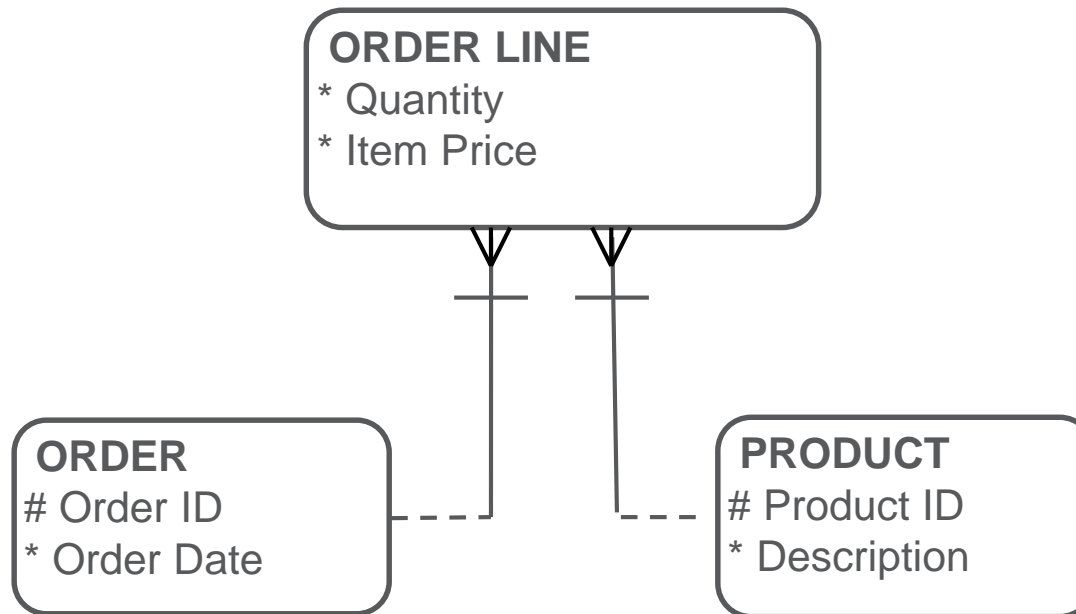 ORDER LINE
* Quantity
* Item Price
ORDER
# Order ID
* Order Date
PRODUCT
# Product ID
* Description